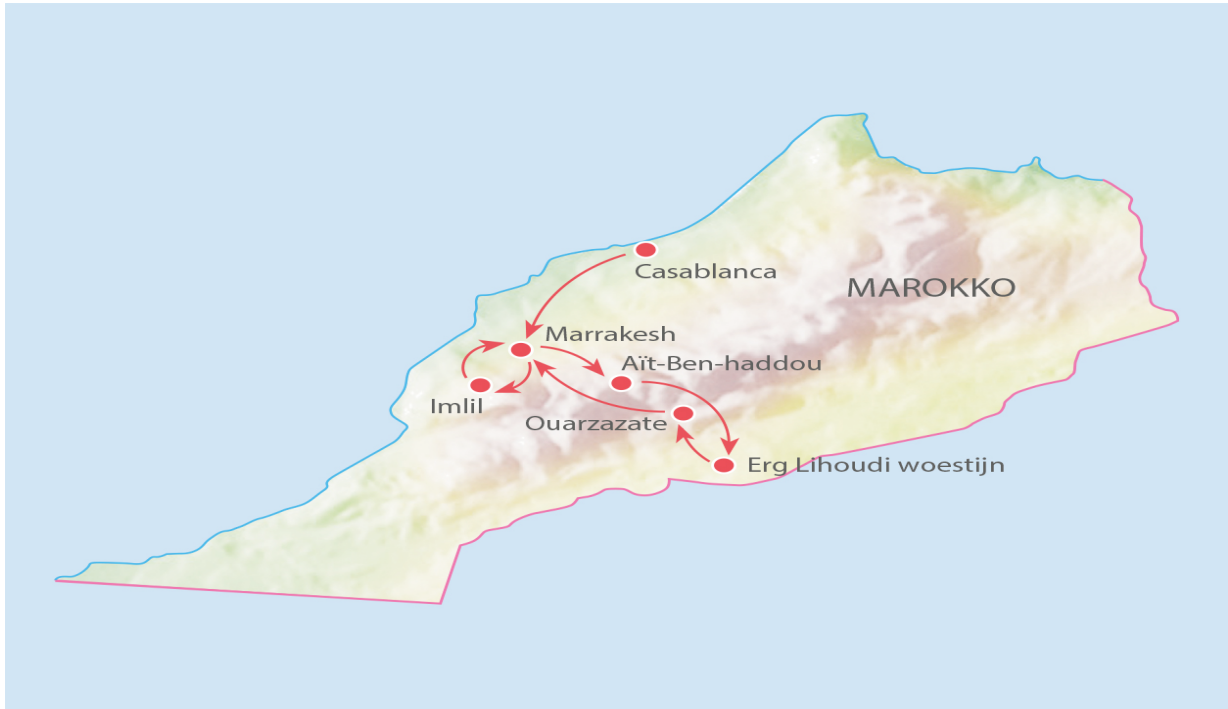 Casablanca
MAROKKO
Marrakesh
Aït-Ben-haddou
Imlil
Ouarzazate
Erg Lihoudi woestijn